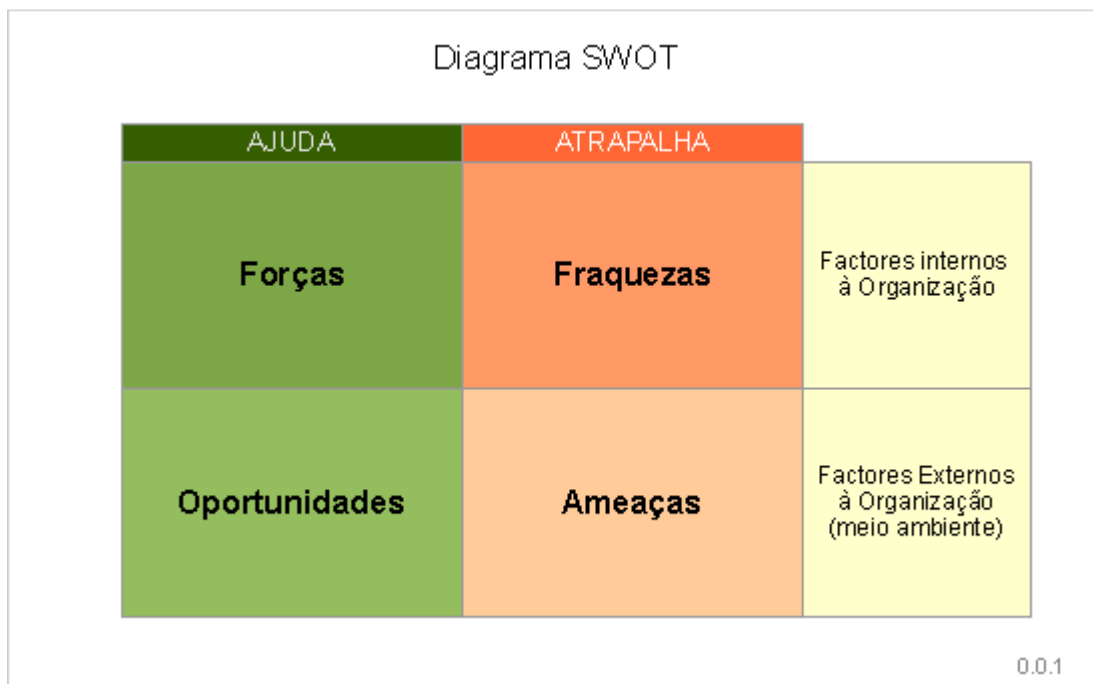 Diagrama SWOT
AJUDA
ATRAPALHA
Forças
Fraquezas
Factores internos
à Organização
Oportunidades
Ameaças
Factores Externos
à Organização
(meio ambiente)
0.0.1